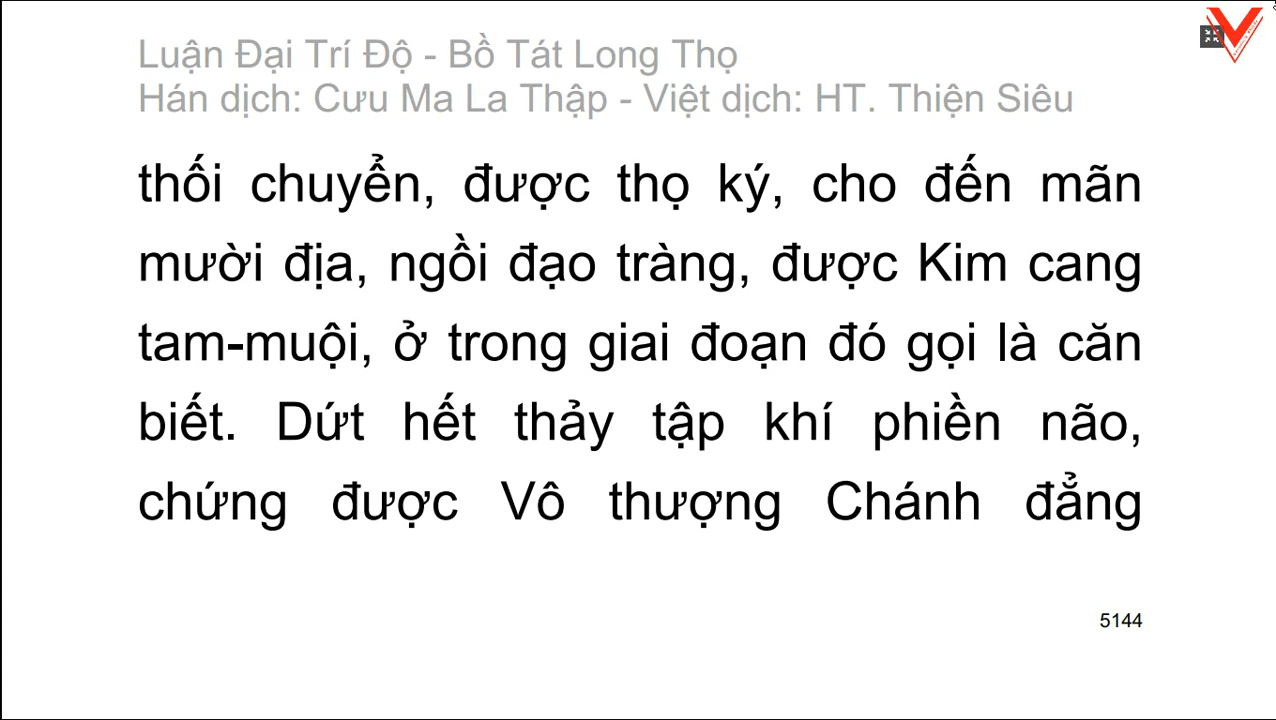 Luận Đại Trí Độ - Bồ Tát Long Thọ
Hán dịch: Cưu Ma La Thập - Việt dịch: HT. Thiện Siêu
thối chuyển, được thọ ký, cho đến mãn
mười địa, ngồi đạo tràng, được Kim cang
tam-muội, ở trong giai đoạn đó gọi là căn
biết. Dứt hết thảy tập khí phiền não,
chứng được Vô thượng Chánh đẳng
5144